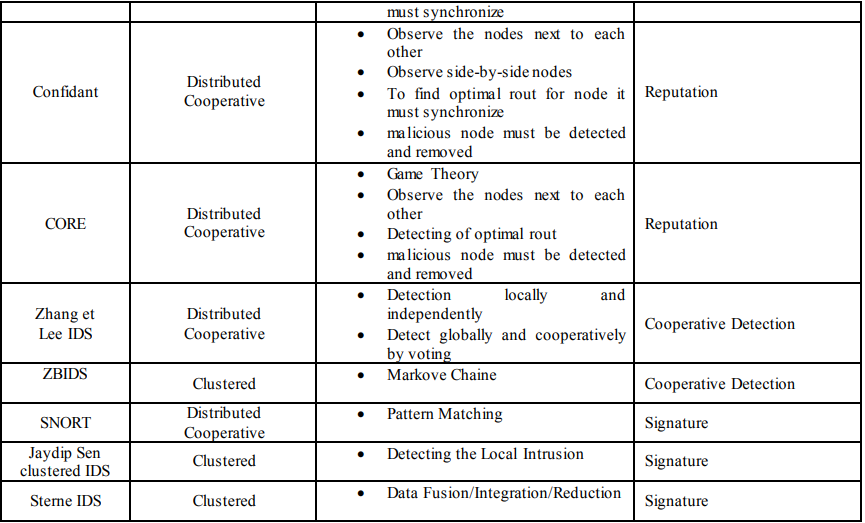 must synchronize
Confidant
Distributed
Cooperative
• Observe the nodes next to each
other
• Observe side-by-side nodes
• To find optimal rout for node it
must synchronize
• malicious node must be detected
and removed
Reputation
CORE
Distributed
Cooperative
• Game Theory
• Observe the nodes next to each
other
• Detecting of optimal rout
• malicious node must be detected
and removed
Reputation
Zhang et
Lee IDS
Distributed
Cooperative
• Detection locally and
independently
• Detect globally and cooperatively
by voting
Cooperative Detection
ZBIDS
Clustered
• Markove Chaine
Cooperative Detection
SNORT
Distributed
Cooperative
• Pattern Matching
Signature
Jaydip Sen
clustered IDS
Clustered
• Detecting the Local Intrusion
Signature
Sterne IDS
Clustered
• Data Fusion/Integration/Reduction
Signature